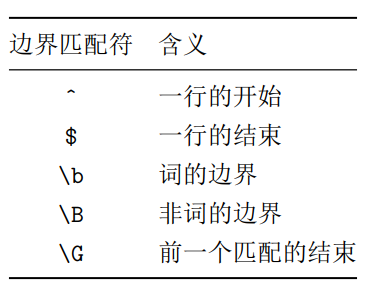 边界匹配符 含义
^ 一行的开始
$ 一行的结束
\b 词的边界
\B 非词的边界
\G 前一个匹配的结束